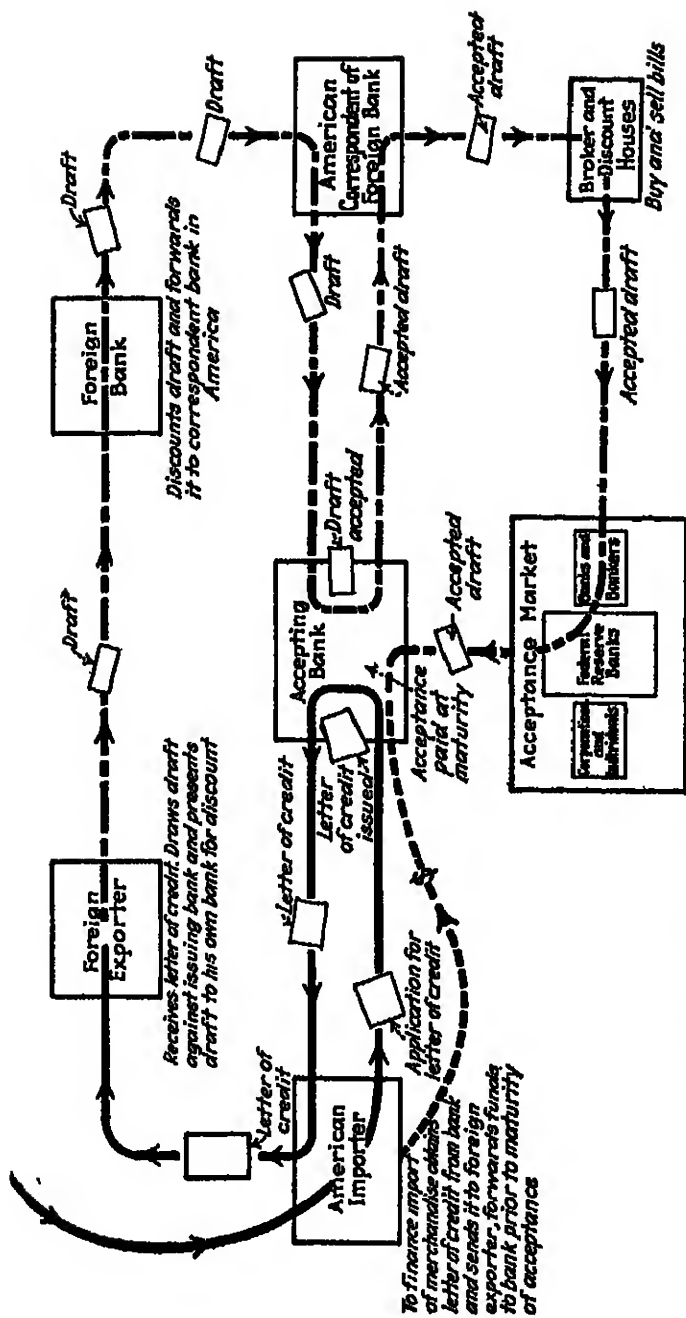 Letter of
credit
American
Importer
To finance import
of merchandise obtains
letter of credit from bank
and sends it to foreign
exporter, forwards funds
to bank prior to maturity
of acceptance
Application for
letter of credit
Letter of credit
Letter
of credit
issued
Accepting
Bank
Acceptance
paid at
maturity
Foreign
Exporter
Receives letter of credit. Draws draft
against issuing bank and presents
draft to his own bank for discount
Draft
Foreign
Bank
Discounts draft and forwards
it to correspondent bank in
America
Draft
Draft
American
Correspondent of
Foreign Bank
Draft
Draft
accepted
Accepted draft
Accepted
draft
Broker and
Discount
Houses
Buy and sell bills
Accepted draft
Acceptance Market
Corporations
and
Individuals
Federal
Reserve
Banks
Banks and
Bankers
Accepted
draft